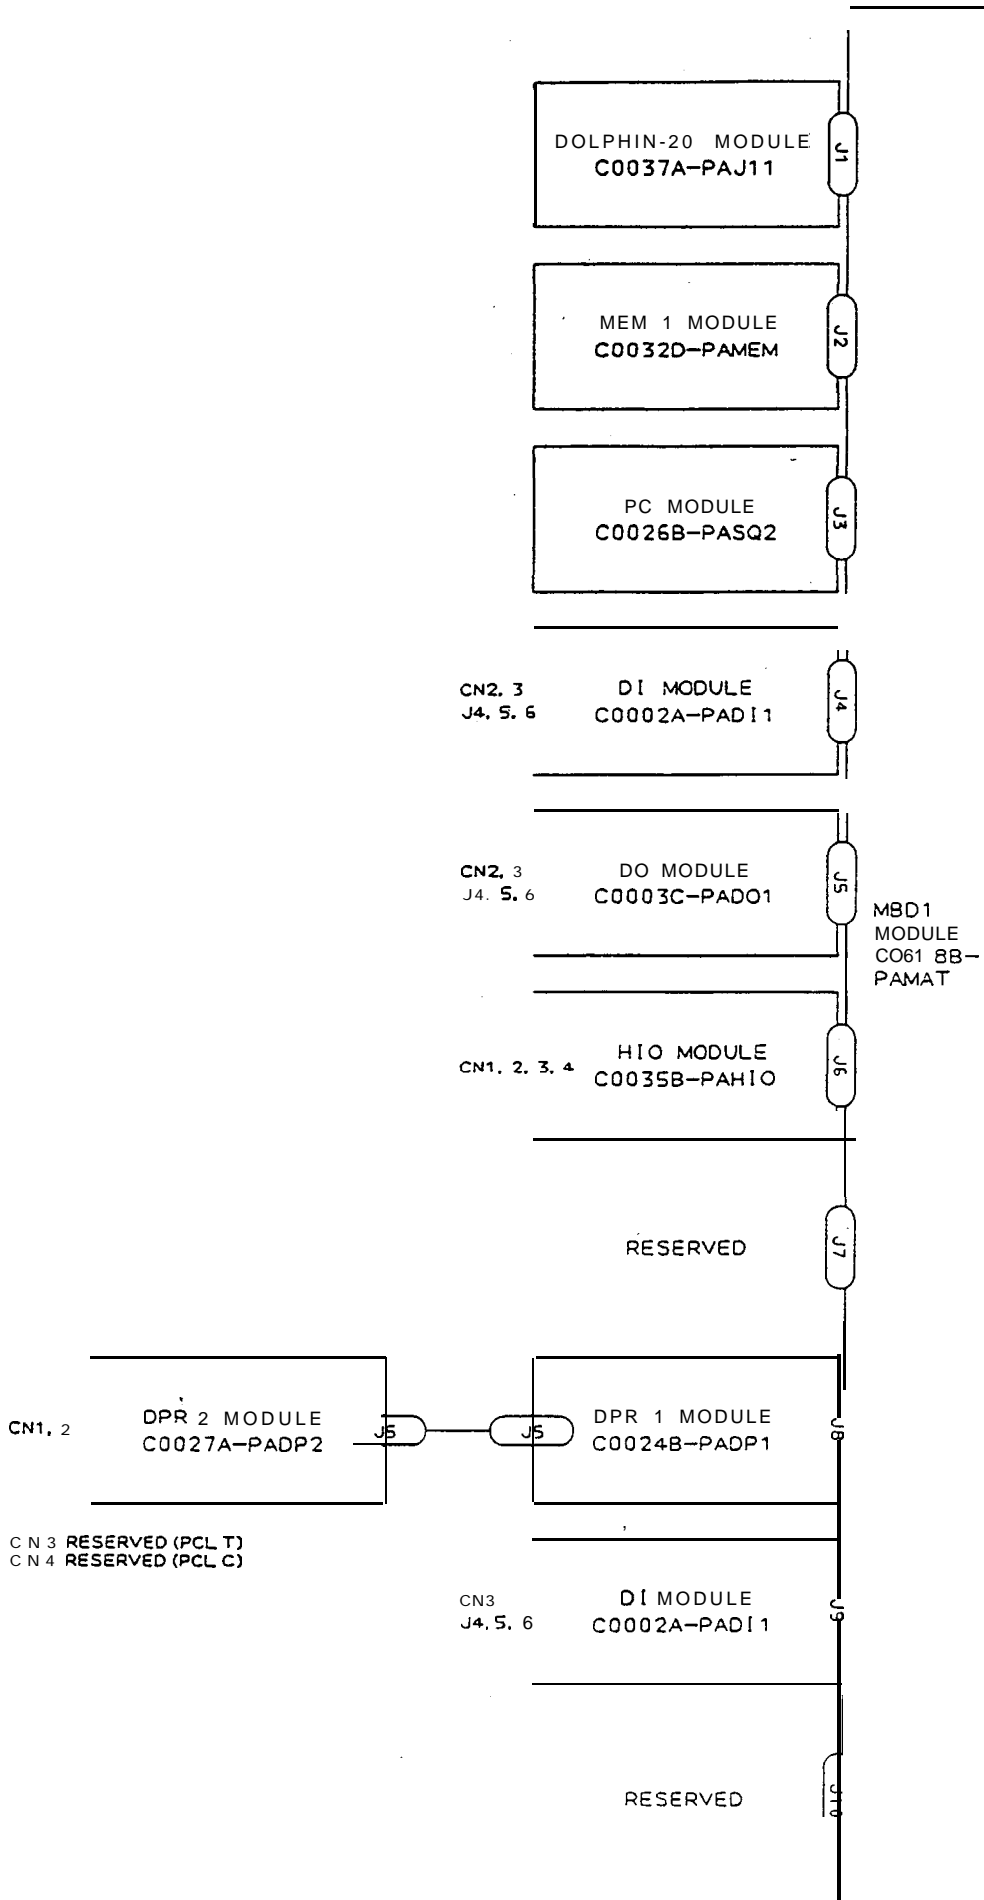 DOLPHIN-20 MODULE
C0037A-PAJ11
J1
MEM 1 MODULE
C0032D-PAMEM
J2
PC MODULE
C0026B-PASQ2
J3
CN2, 3
J4, 5, 6
DI MODULE
C0002A-PADI1
J4
CN2, 3
J4. 5. 6
DO MODULE
C0003C-PADO1
J5
MBD1
MODULE
CO61 8B-
PAMAT
CN1, 2, 3, 4
HIO MODULE
C0035B-PAHIO
J6
RESERVED
J7
CN1, 2
DPR 2 MODULE
C0027A-PADP2
J5
J5
DPR 1 MODULE
C0024B-PADP1
J8
CN3 RESERVED (PCL T)
CN4 RESERVED (PCL C)
CN3
J4, 5, 6
DI MODULE
C0002A-PADI1
J9
RESERVED
J10